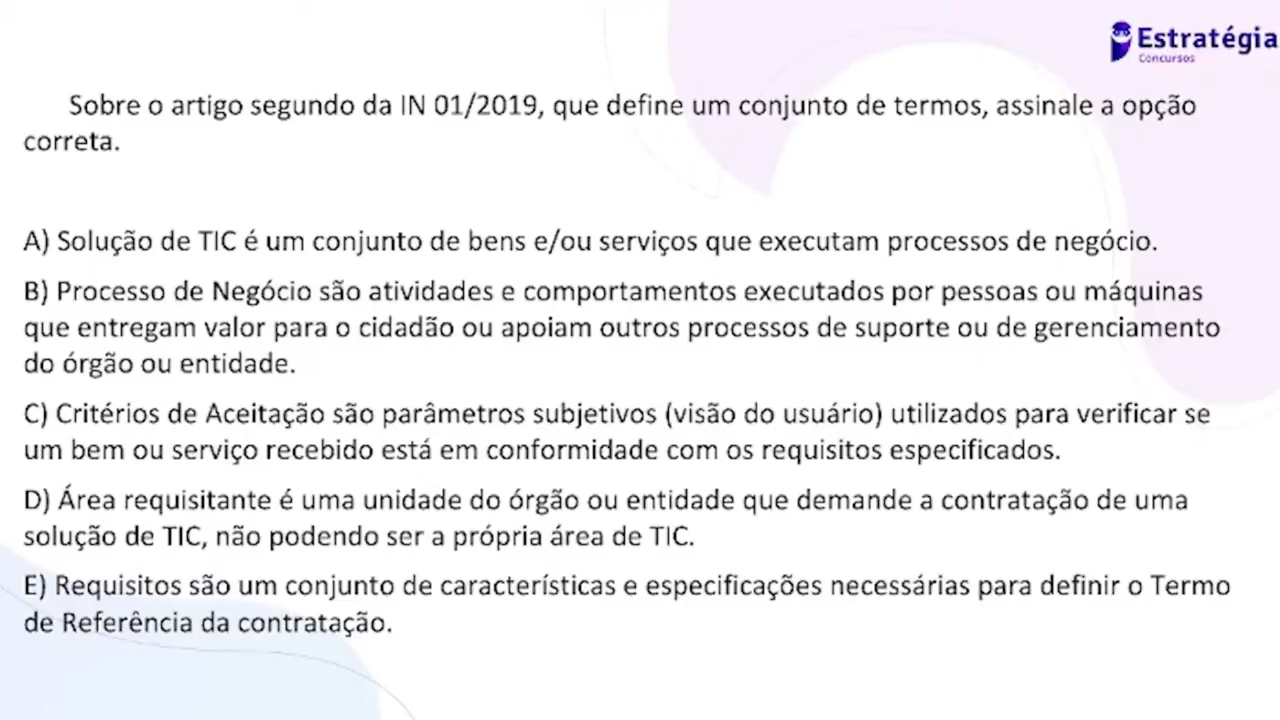 Estratégia
Concursos
Sobre o artigo segundo da IN 01/2019, que define um conjunto de termos, assinale a opção
correta.
A) Solução de TIC é um conjunto de bens e/ou serviços que executam processos de negócio.
B) Processo de Negócio são atividades e comportamentos executados por pessoas ou máquinas
que entregam valor para o cidadão ou apoiam outros processos de suporte ou de gerenciamento
do órgão ou entidade.
C) Critérios de Aceitação são parâmetros subjetivos (visão do usuário) utilizados para verificar se
um bem ou serviço recebido está em conformidade com os requisitos especificados.
D) Área requisitante é uma unidade do órgão ou entidade que demande a contratação de uma
solução de TIC, não podendo ser a própria área de TIC.
E) Requisitos são um conjunto de características e especificações necessárias para definir o Termo
de Referência da contratação.